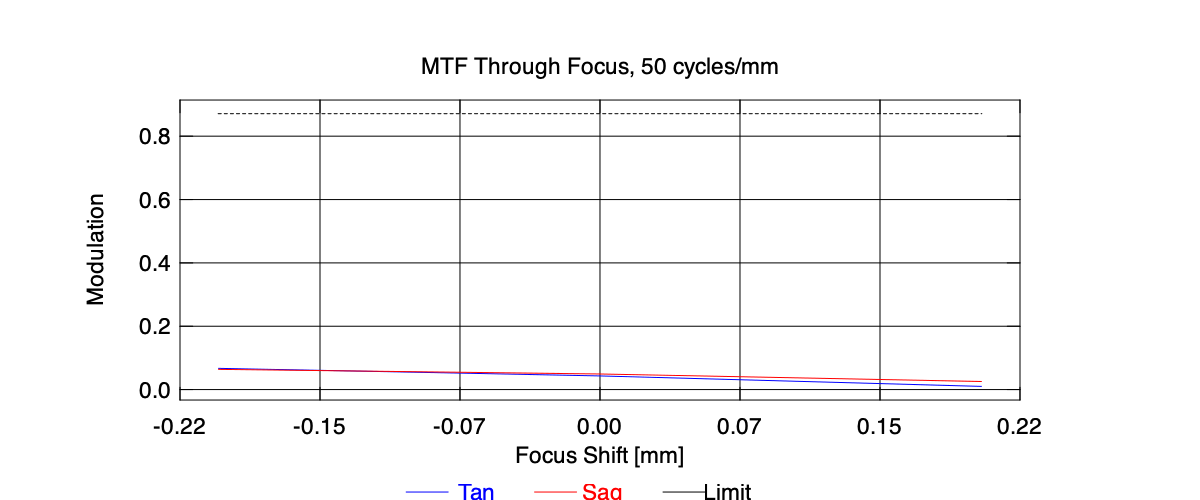 MTF Through Focus, 50 cycles/mm
0.8
0.6
0.4
0.2
0.0
Modulation
-0.22 -0.15 -0.07 0.00 0.07 0.15 0.22
Focus Shift [mm]
Tan Sag Limit